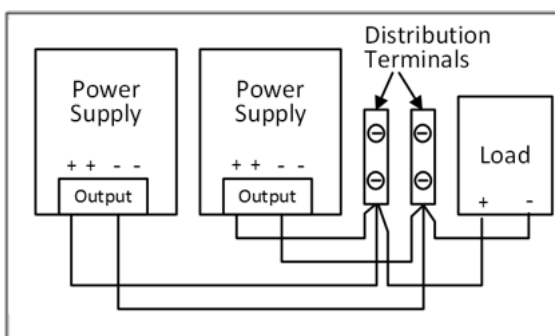 Distribution
Terminals
Power
Supply
+ + - -
Output
Power
Supply
+ + - -
Output
Load
+ -